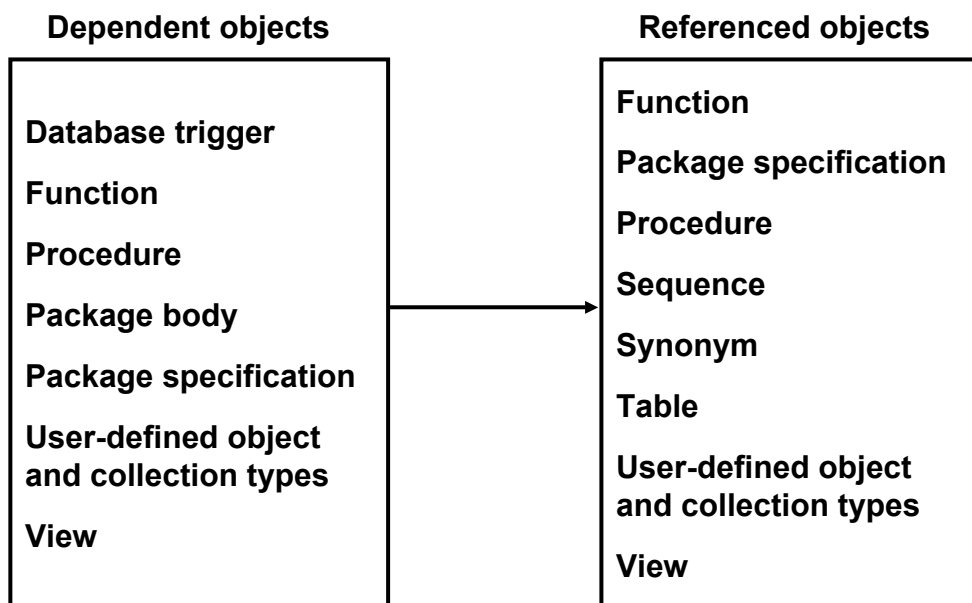 Dependent objects
Database trigger
Function
Procedure
Package body
Package specification
User-defined object
and collection types
View
Referenced objects
Function
Package specification
Procedure
Sequence
Synonym
Table
User-defined object
and collection types
View